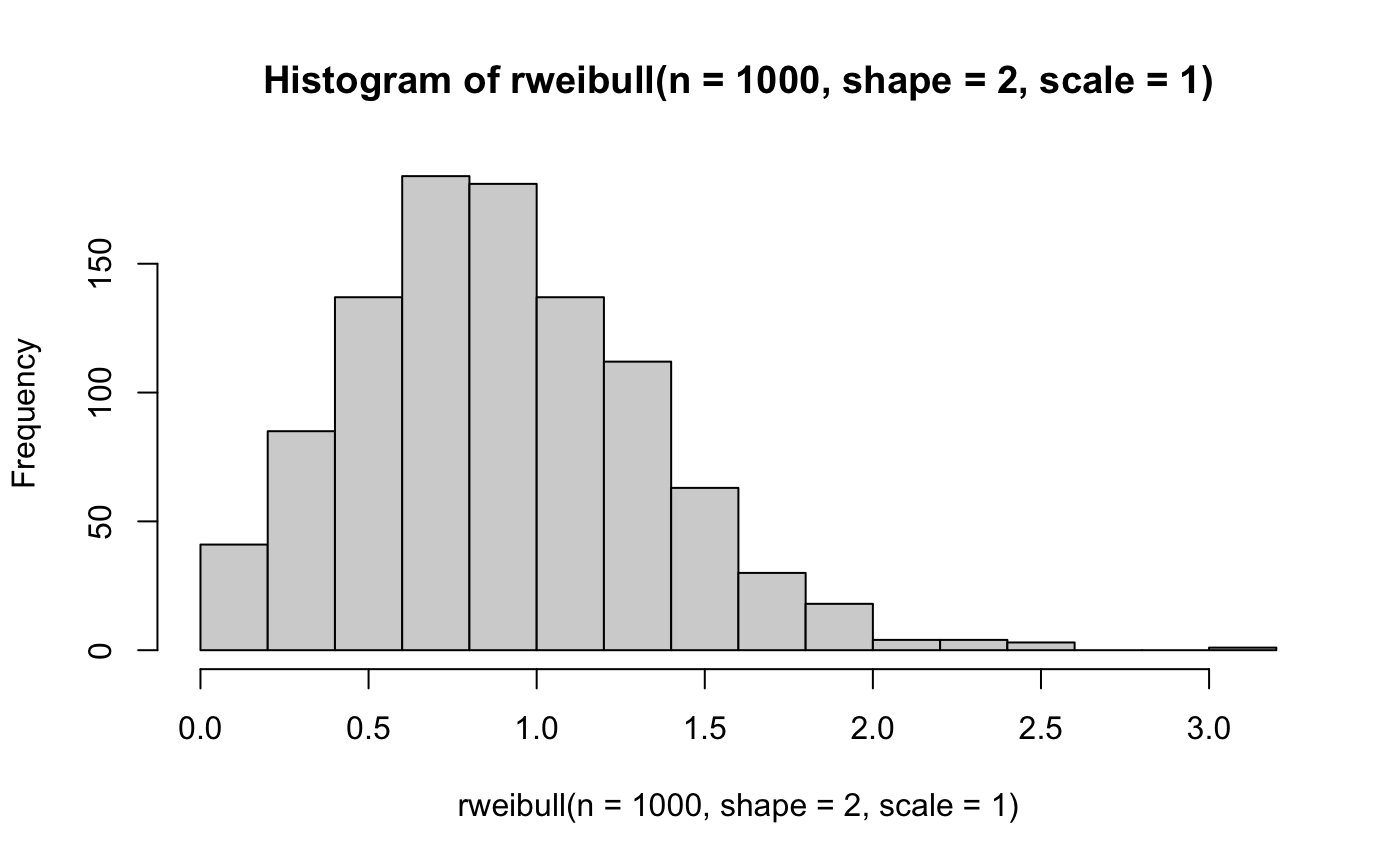 Histogram of rweibull(n = 1000, shape = 2, scale = 1)
Frequency
150
100
50
0
0.0 0.5 1.0 1.5 2.0 2.5 3.0
rweibull(n = 1000, shape = 2, scale = 1)